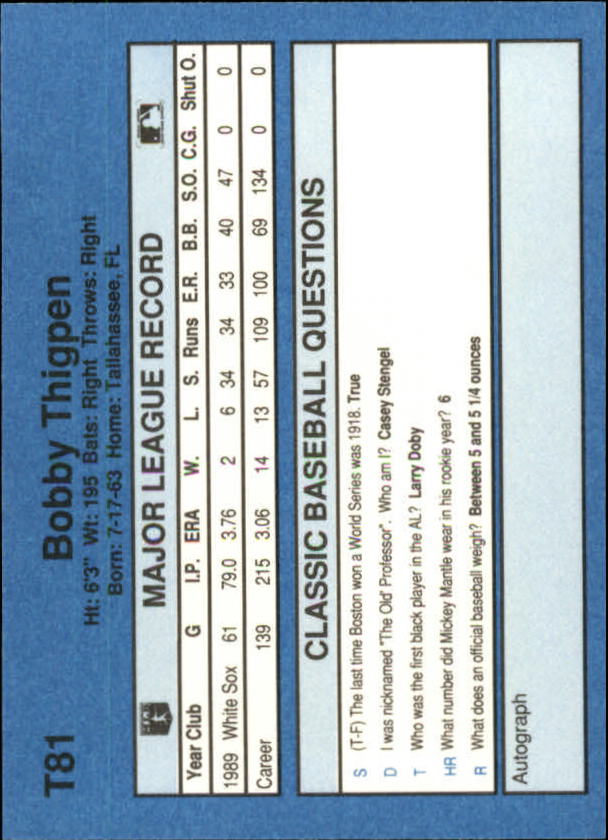 T81 Bobby Thigpen
Ht: 6'3" Wt: 195 Bats: Right Throws: Right
Born: 7-17-63 Home: Tallahassee, FL
MAJOR LEAGUE RECORD
Year Club G I.P. ERA W. L. S. Runs E.R. B.B. S.O. C.G. Shut O.
1989 White Sox 61 79.0 3.76 2 6 34 34 33 40 47 0 0
Career 139 215 3.06 14 13 57 109 100 69 134 0 0
CLASSIC BASEBALL QUESTIONS
S (T-F) The last time Boston won a World Series was 1918. True
D I was nicknamed "The Old Professor". Who am I? Casey Stengel
T Who was the first black player in the AL? Larry Doby
HR What number did Mickey Mantle wear in his rookie year? 6
R What does an official baseball weigh? Between 5 and 5 1/4 ounces
Autograph